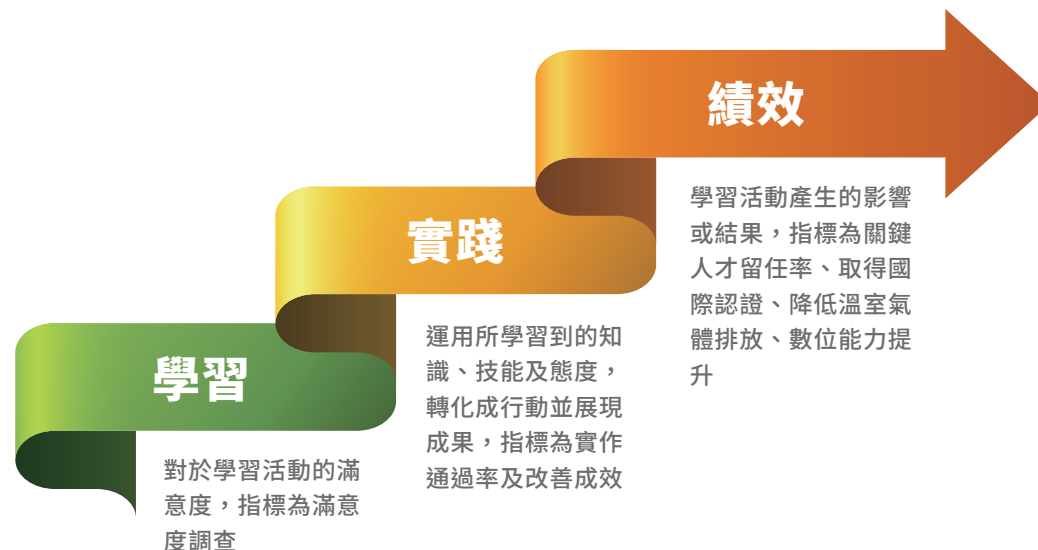 績效
學習活動產生的影響
或結果，指標為關鍵
人才留任率、取得國
際認證、降低溫室氣
體排放、數位能力提
升
實踐
運用所學習到的知
識、技能及態度，
轉化成行動並展現
成果，指標為實作
通過率及改善成效
學習
對於學習活動的滿
意度，指標為滿意
度調查